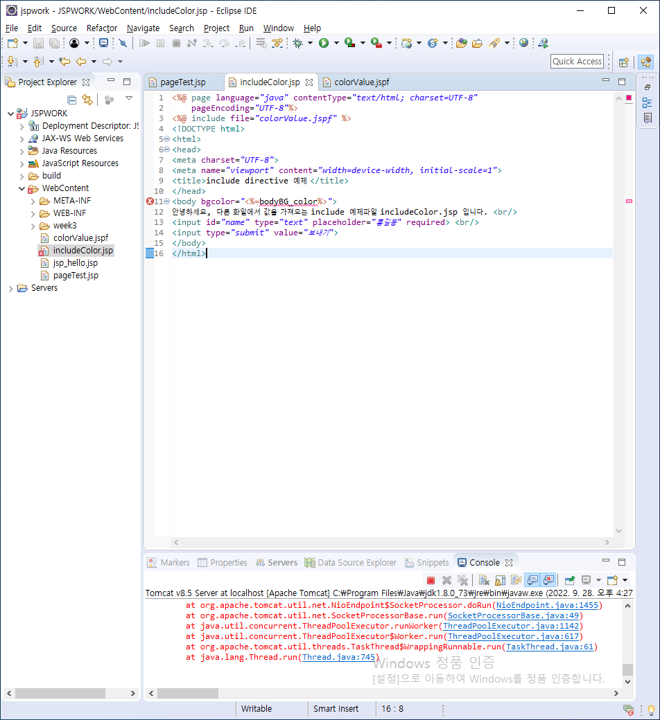 jspwork - JSPWORK/WebContent/includeColor.jsp - Eclipse IDE
File Edit Source Refactor Navigate Search Project Run Window Help
Quick Access
Project Explorer
JSPWORK
Deployment Descriptor: JS
JAX-WS Web Services
Java Resources
JavaScript Resources
build
WebContent
META-INF
WEB-INF
week3
colorValue.jspf
includeColor.jsp
jsp_hello.jsp
pageTest.jsp
Servers
pageTest.jsp includeColor.jsp colorValue.jspf
1 <%@ page language="java" contentType="text/html; charset=UTF-8"
2 pageEncoding="UTF-8"%>
3 <%@ include file="colorValue.jspf" %>
4 <!DOCTYPE html>
5 <html>
6 <head>
7 <meta charset="UTF-8">
8 <meta name="viewport" content="width=device-width, initial-scale=1">
9 <title>include directive 예제 </title>
10 </head>
11 <body bgcolor="<%=bodyBG_color%>">
12 안녕하세요, 다른 화일에서 값을 가져오는 include 예제파일 includeColor.jsp 입니다. <br/>
13 <input id="name" type="text" placeholder="홍길동" required> <br/>
14 <input type="submit" value="보내기">
15 </body>
16 </html>
Markers Properties Servers Data Source Explorer Snippets Console
Tomcat v8.5 Server at localhost [Apache Tomcat] C:₩Program Files₩Java₩jdk1.8.0_73₩jre₩bin₩javaw.exe (2022. 9. 28. 오후 4:27
at org.apache.tomcat.util.net.NioEndpoint$SocketProcessor.doRun(NioEndpoint.java:1455)
at org.apache.tomcat.util.net.SocketProcessorBase.run(SocketProcessorBase.java:49)
at java.util.concurrent.ThreadPoolExecutor.runWorker(ThreadPoolExecutor.java:1142)
at java.util.concurrent.ThreadPoolExecutor$Worker.run(ThreadPoolExecutor.java:617)
at org.apache.tomcat.util.threads.TaskThread$WrappingRunnable.run(TaskThread.java:61)
at java.lang.Thread.run(Thread.java:745)
Windows 정품 인증
[설정]으로 이동하여 Windows를 정품 인증합니다.
Writable Smart Insert 16 : 8